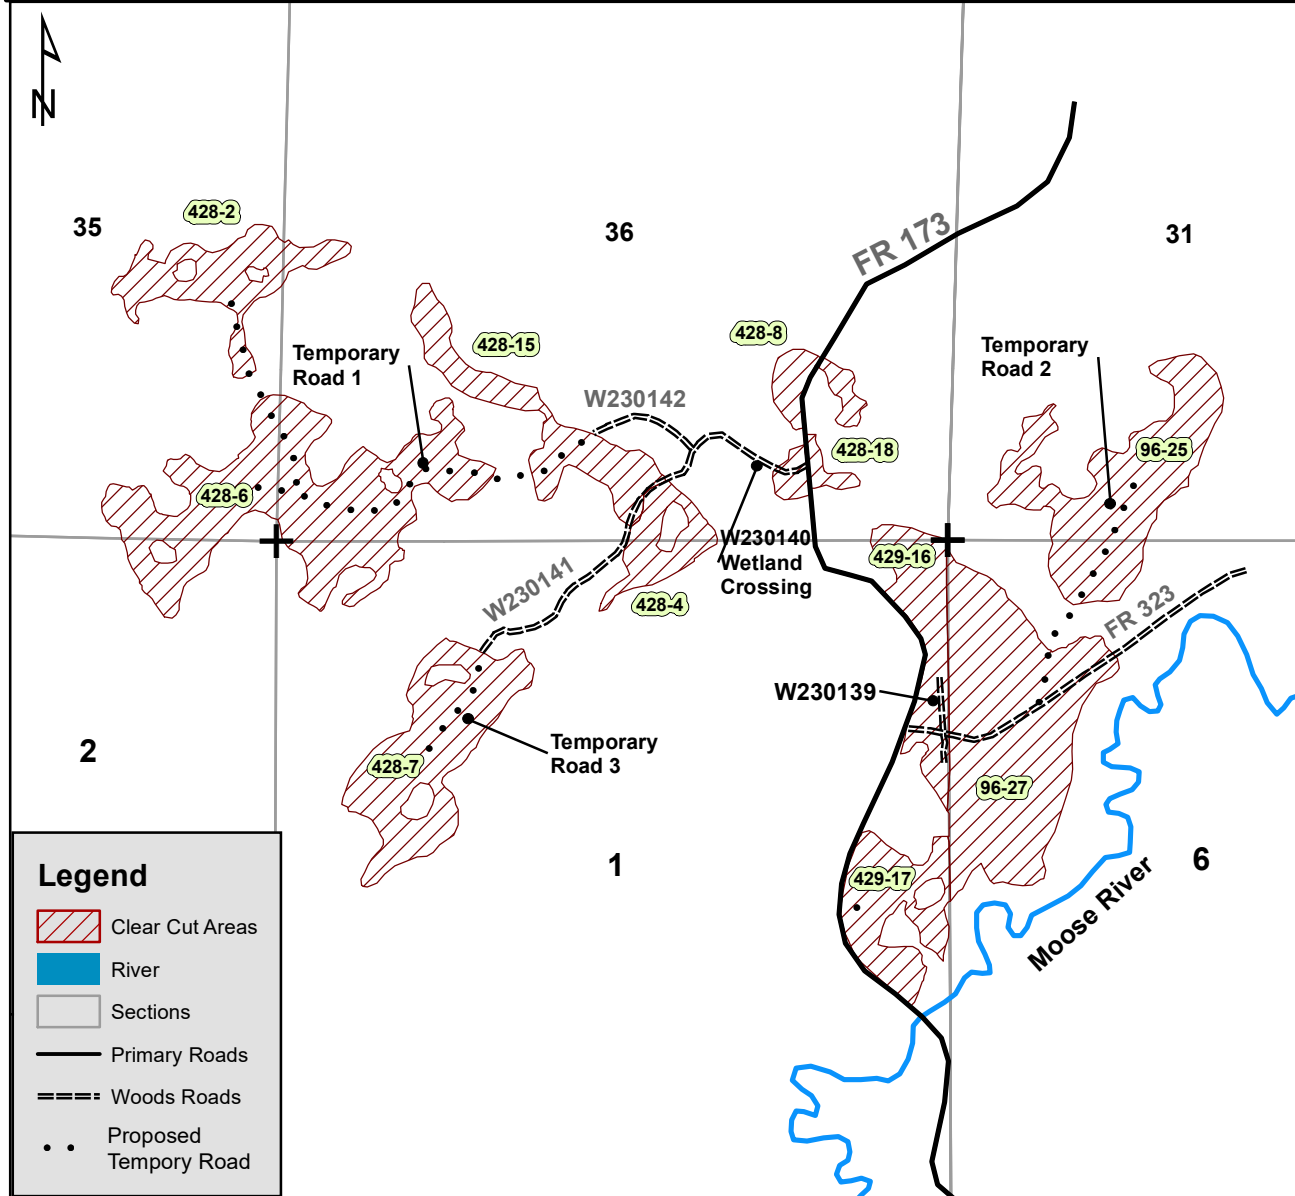 N
35
428-2
36
FR 173
31
428-15
428-8
Temporary
Road 1
Temporary
Road 2
W230142
428-18
96-25
428-6
W230140
Wetland
Crossing
429-16
W230141
428-4
FR 323
W230139
2
Temporary
Road 3
428-7
96-27
1
6
429-17
Moose River
Legend
Clear Cut Areas
River
Sections
Primary Roads
Woods Roads
Proposed
Tempory Road